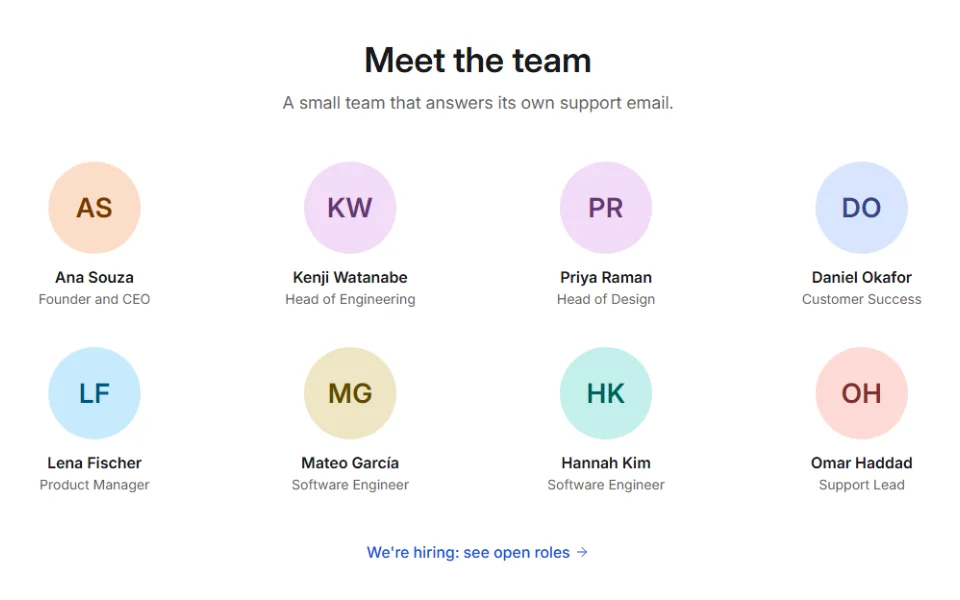 Meet the team
A small team that answers its own support email.
AS
KW
PR
DO
Ana Souza
Kenji Watanabe
Priya Raman
Daniel Okafor
Founder and CEO
Head of Engineering
Head of Design
Customer Success
LF
MG
HK
OH
Lena Fischer
Mateo García
Hannah Kim
Omar Haddad
Product Manager
Software Engineer
Software Engineer
Support Lead
We're hiring: see open roles →